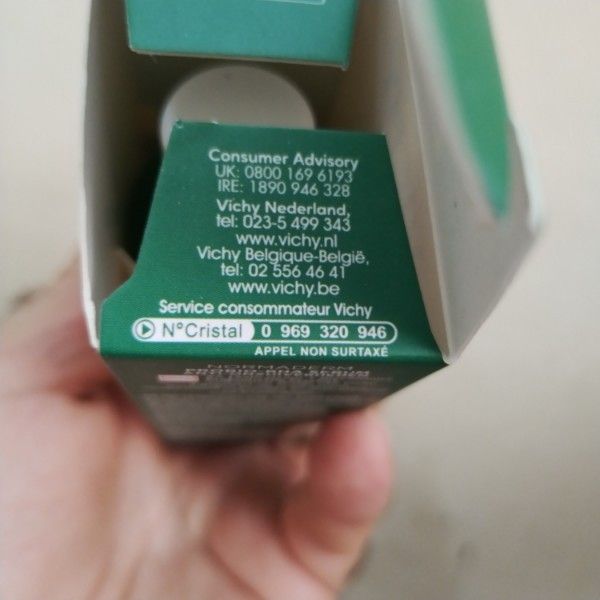 Consumer Advisory
UK: 0800 169 6193
IRE: 1890 946 328
Vichy Nederland,
tel: 023-5 499 343
www.vichy.nl
Vichy Belgique-België,
tel: 02 556 46 41
www.vichy.be
Service consommateur Vichy
N°Cristal 0 969 320 946
APPEL NON SURTAXÉ
NORMADERM